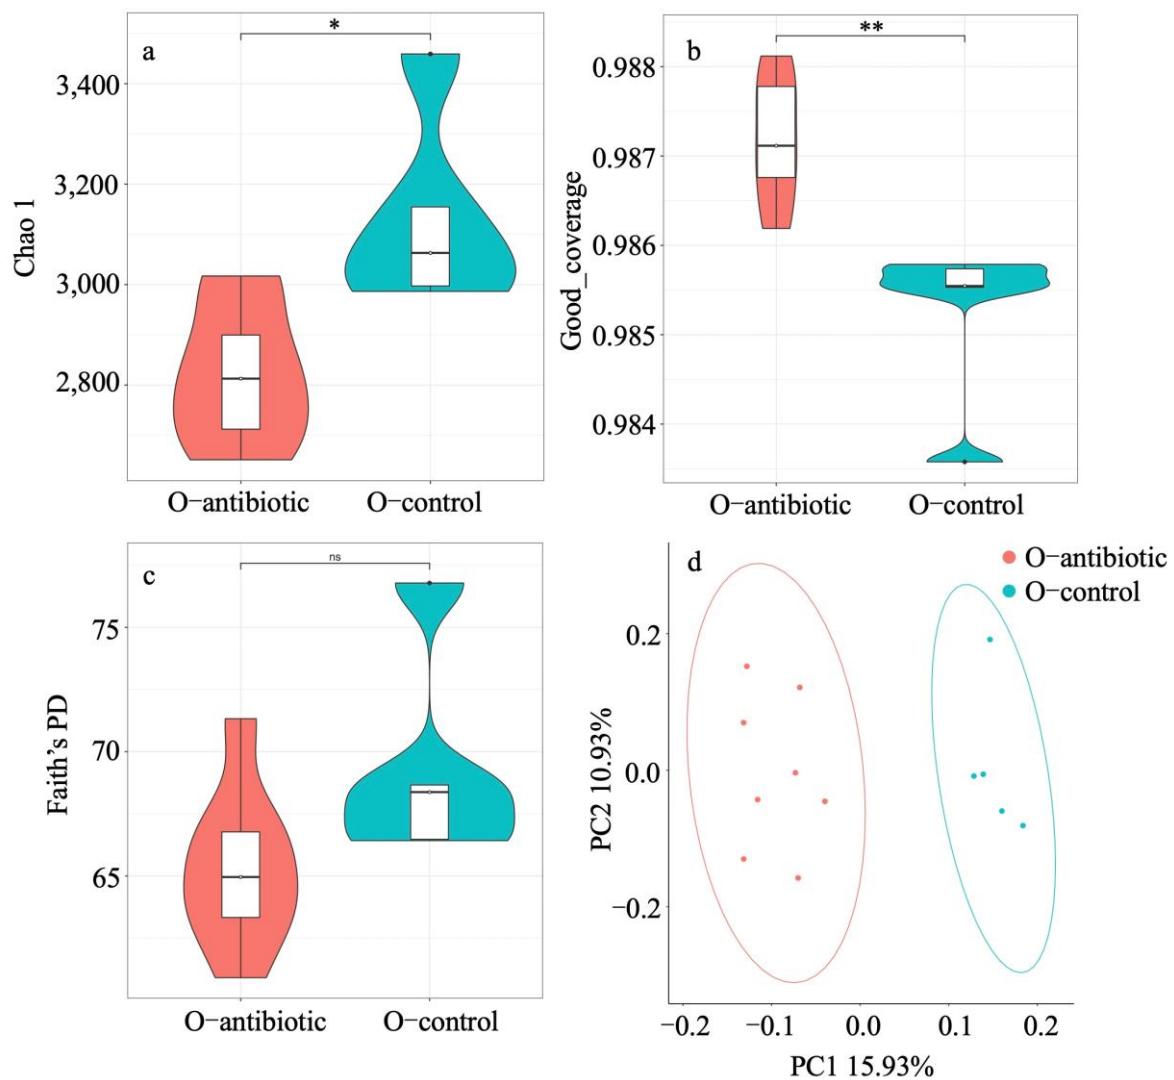 a
*
3,400
3,200
3,000
2,800
Chao 1
O−antibiotic
O−control
b
**
0.988
0.987
0.986
0.985
0.984
Good_coverage
O−antibiotic
O−control
c
ns
75
70
65
Faith's PD
O−antibiotic
O−control
d
O−antibiotic
O−control
0.2
0.0
−0.2
PC2 10.93%
−0.2
−0.1
0.0
0.1
0.2
PC1 15.93%